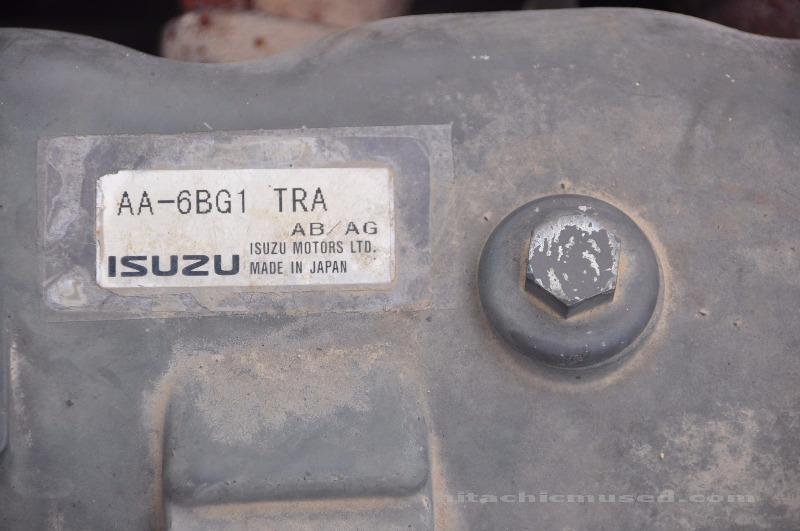 AA-6BG1 TRA
AB/AG
ISUZU
ISUZU MOTORS LTD.
MADE IN JAPAN
hitachicmused.com